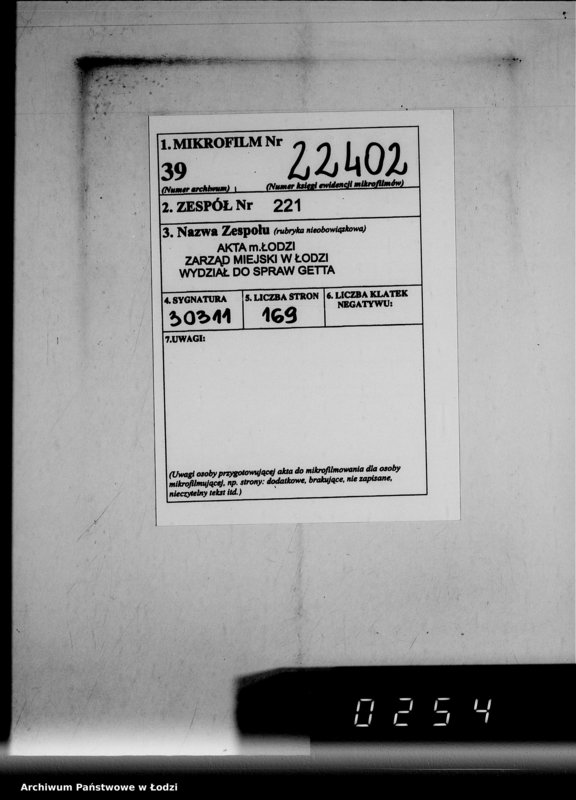 1. MIKROFILM Nr
22402
39
(Numer archiwum)
(Numer księgi ewidencji mikrofilmów)
2. ZESPÓŁ Nr 221
3. Nazwa Zespołu (rubryka nieobowiązkowa)
AKTA m.ŁODZI
ZARZĄD MIEJSKI W ŁODZI
WYDZIAŁ DO SPRAW GETTA
4. SYGNATURA
30311
5. LICZBA STRON
169
6. LICZBA KLATEK
NEGATYWU:
7.UWAGI:
(Uwagi osoby przygotowującej akta do mikrofilmowania dla osoby
mikrofilmującej, np. strony: dodatkowe, brakujące, nie zapisane,
nieczytelny tekst itd.)
0254
Archiwum Państwowe w Łodzi